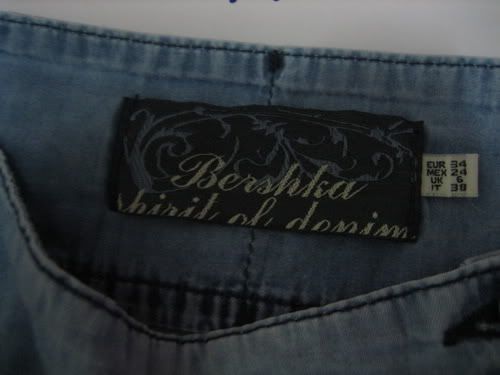 Bershka
Spirit of denim
EUR 34
MEX 24
UK 6
IT 38